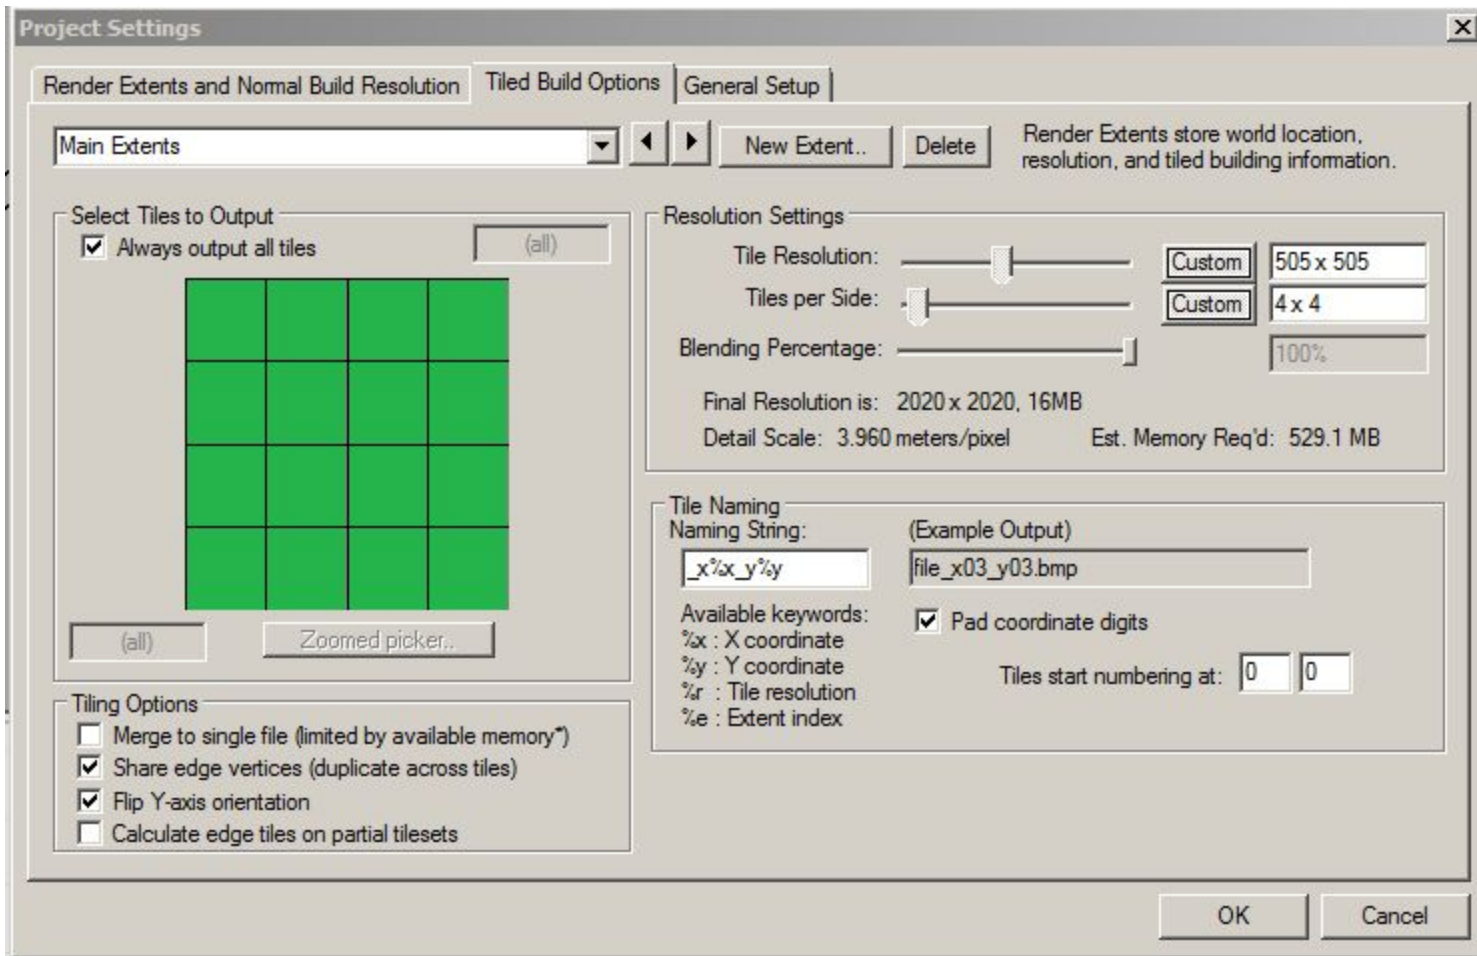 Project Settings
Render Extents and Normal Build Resolution
Tiled Build Options
General Setup
Main Extents
New Extent..
Delete
Render Extents store world location,
resolution, and tiled building information.
Select Tiles to Output
Always output all tiles
(all)
(all)
Zoomed picker..
Tiling Options
Merge to single file (limited by available memory*)
Share edge vertices (duplicate across tiles)
Flip Y-axis orientation
Calculate edge tiles on partial tilesets
Resolution Settings
Tile Resolution:
Custom
505 x 505
Tiles per Side:
Custom
4 x 4
Blending Percentage:
100%
Final Resolution is: 2020 x 2020, 16MB
Detail Scale: 3.960 meters/pixel
Est. Memory Req'd: 529.1 MB
Tile Naming
Naming String:
_x%x_y%y
(Example Output)
file_x03_y03.bmp
Available keywords:
%x : X coordinate
%y : Y coordinate
%r : Tile resolution
%e : Extent index
Pad coordinate digits
Tiles start numbering at: 0 0
OK
Cancel